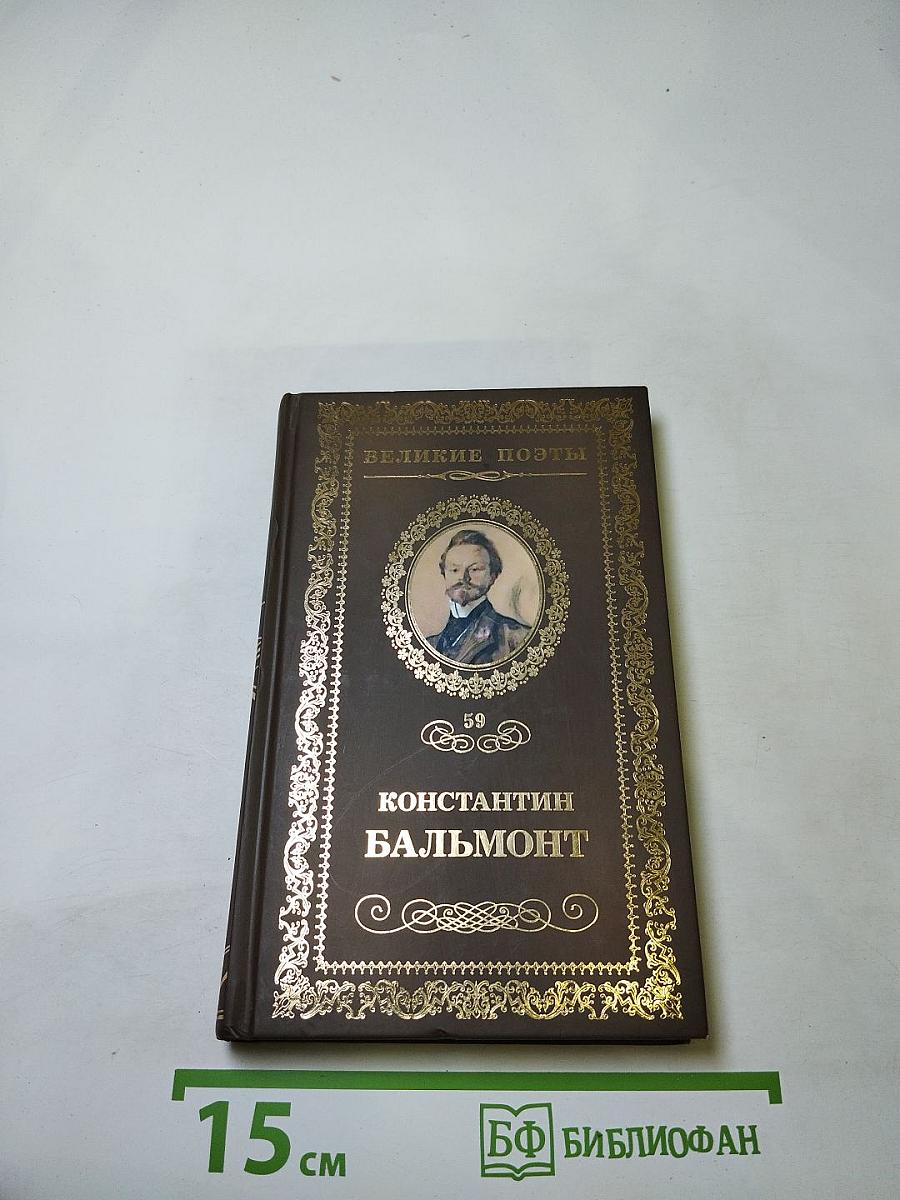 ВЕЛИКИЕ ПОЭТЫ
59
КОНСТАНТИН
БАЛЬМОНТ
15 см
БФ БИБЛИОФАН